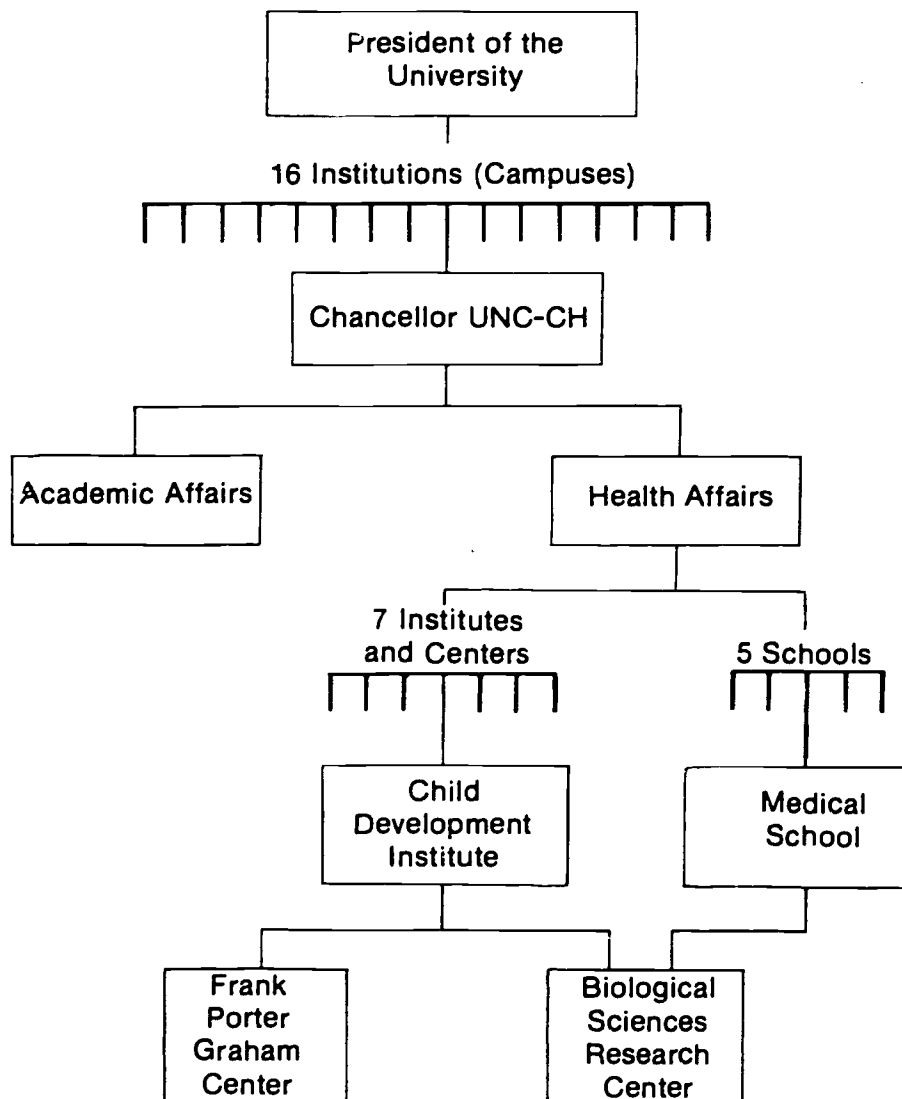 President of the
University
16 Institutions (Campuses)
Chancellor UNC-CH
Academic Affairs
Health Affairs
7 Institutes
and Centers
5 Schools
Child
Development
Institute
Medical
School
Frank
Porter
Graham
Center
Biological
Sciences
Research
Center